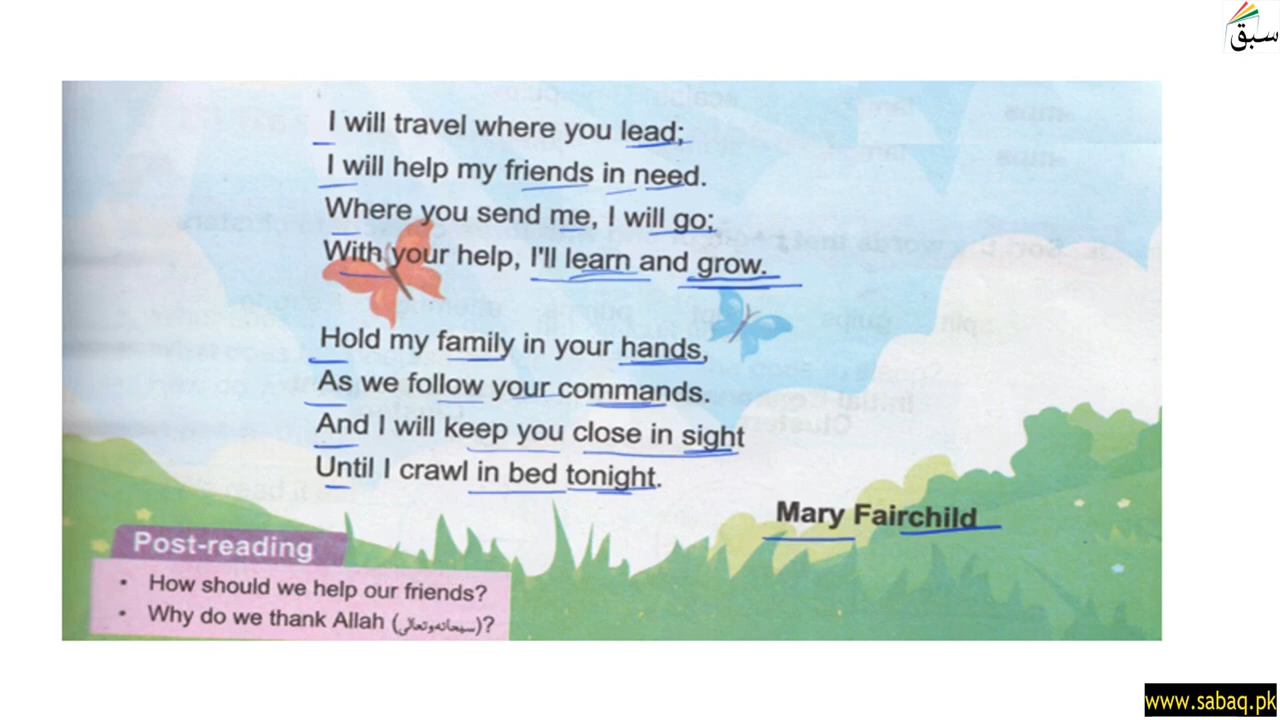 سبق
I will travel where you lead;
I will help my friends in need.
Where you send me, I will go;
With your help, I'll learn and grow.
Hold my family in your hands,
As we follow your commands.
And I will keep you close in sight
Until I crawl in bed tonight.
Mary Fairchild
Post-reading
• How should we help our friends?
• Why do we thank Allah (سبحانہ وتعالی)?
www.sabaq.pk